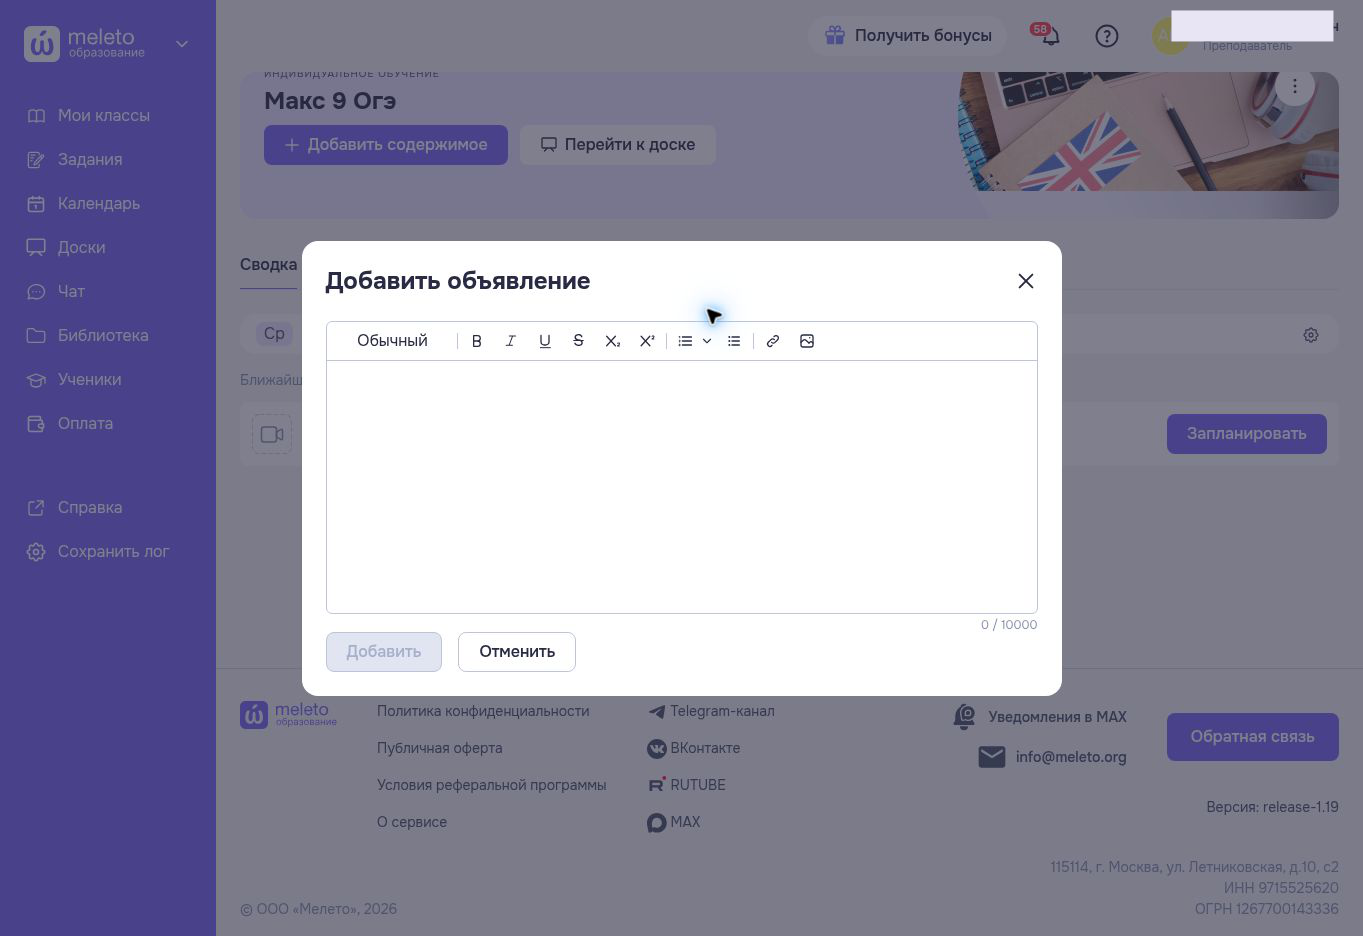 meleto
образование
Мои классы
Задания
Календарь
Доски
Чат
Библиотека
Ученики
Оплата
Справка
Сохранить лог
Получить бонусы
58
Преподаватель
ИНДИВИДУАЛЬНОЕ ОБУЧЕНИЕ
Макс 9 Огэ
Добавить содержимое
Перейти к доске
Сводка
Ср
Запланировать
Добавить объявление
Обычный
B I U S X₂ X²
0 / 10000
Добавить
Отменить
meleto
образование
Политика конфиденциальности
Публичная оферта
Условия реферальной программы
О сервисе
Telegram-канал
ВКонтакте
RUTUBE
MAX
Уведомления в MAX
info@meleto.org
Обратная связь
Версия: release-1.19
115114, г. Москва, ул. Летниковская, д.10, с2
ИНН 9715525620
ОГРН 1267700143336
© ООО «Мелето», 2026